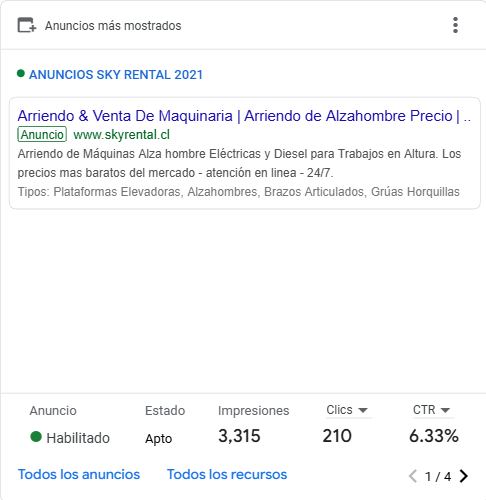 Anuncios más mostrados
ANUNCIOS SKY RENTAL 2021
Arriendo & Venta De Maquinaria | Arriendo de Alzahombre Precio | ..
Anuncio www.skyrental.cl
Arriendo de Máquinas Alza hombre Eléctricas y Diesel para Trabajos en Altura. Los
precios mas baratos del mercado - atención en linea - 24/7.
Tipos: Plataformas Elevadoras, Alzahombres, Brazos Articulados, Grúas Horquillas
Anuncio Estado Impresiones Clics CTR
Habilitado Apto 3,315 210 6.33%
Todos los anuncios Todos los recursos 1 / 4